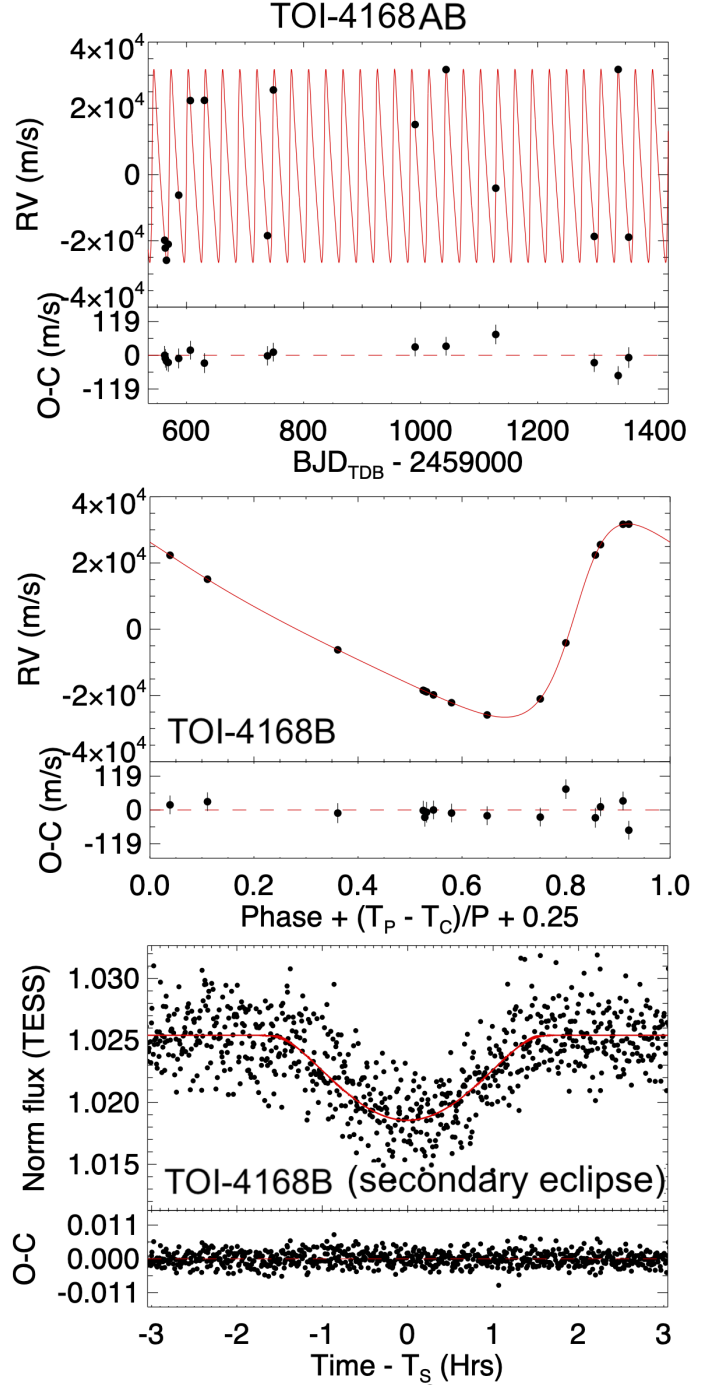 TOI-4168AB
4×10⁴
2×10⁴
0
-2×10⁴
-4×10⁴
RV (m/s)
119
0
-119
O-C (m/s)
600 800 1000 1200 1400
BJD_TDB - 2459000
4×10⁴
2×10⁴
0
-2×10⁴
-4×10⁴
RV (m/s)
TOI-4168B
119
0
-119
O-C (m/s)
0.0 0.2 0.4 0.6 0.8 1.0
Phase + (T_P - T_C)/P + 0.25
1.030
1.025
1.020
1.015
Norm flux (TESS)
TOI-4168B (secondary eclipse)
0.011
0.000
-0.011
O-C
-3 -2 -1 0 1 2 3
Time - T_S (Hrs)